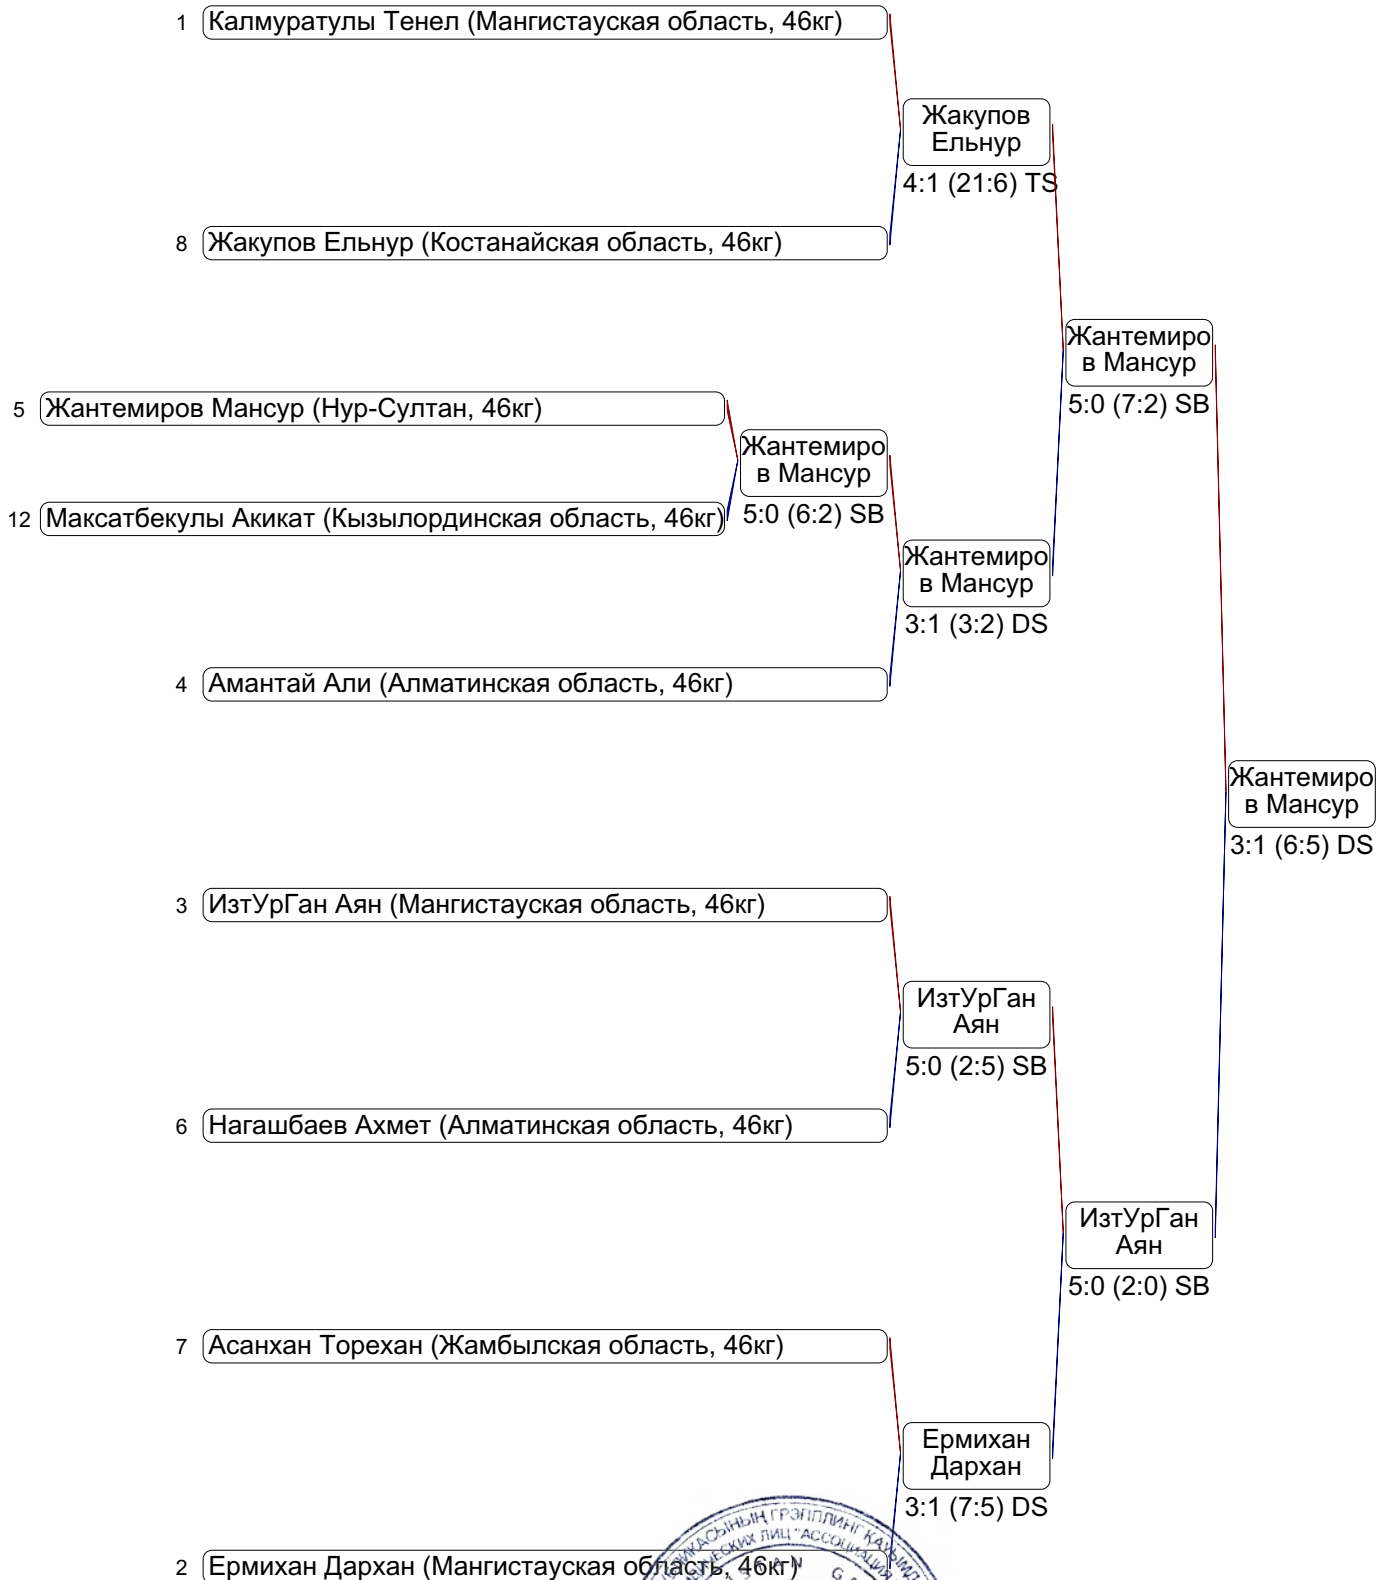 1 Калмуратулы Тенел (Мангистауская область, 46кг)
Жакупов
Ельнур
4:1 (21:6) TS
8 Жакупов Ельнур (Костанайская область, 46кг)
Жантемиро
в Мансур
5:0 (7:2) SB
5 Жантемиров Мансур (Нур-Султан, 46кг)
Жантемиро
в Мансур
5:0 (6:2) SB
12 Максатбекулы Акикат (Кызылординская область, 46кг)
Жантемиро
в Мансур
3:1 (3:2) DS
4 Амантай Али (Алматинская область, 46кг)
Жантемиро
в Мансур
3:1 (6:5) DS
3 ИзтУрГан Аян (Мангистауская область, 46кг)
ИзтУрГан
Аян
5:0 (2:5) SB
6 Нагашбаев Ахмет (Алматинская область, 46кг)
ИзтУрГан
Аян
5:0 (2:0) SB
7 Асанхан Торехан (Жамбылская область, 46кг)
Ермихан
Дархан
3:1 (7:5) DS
ГРЭППЛИНГ
ЛИЦ "АССОЦИАЦИЯ
2 Ермихан Дархан (Мангистауская область, 46кг)